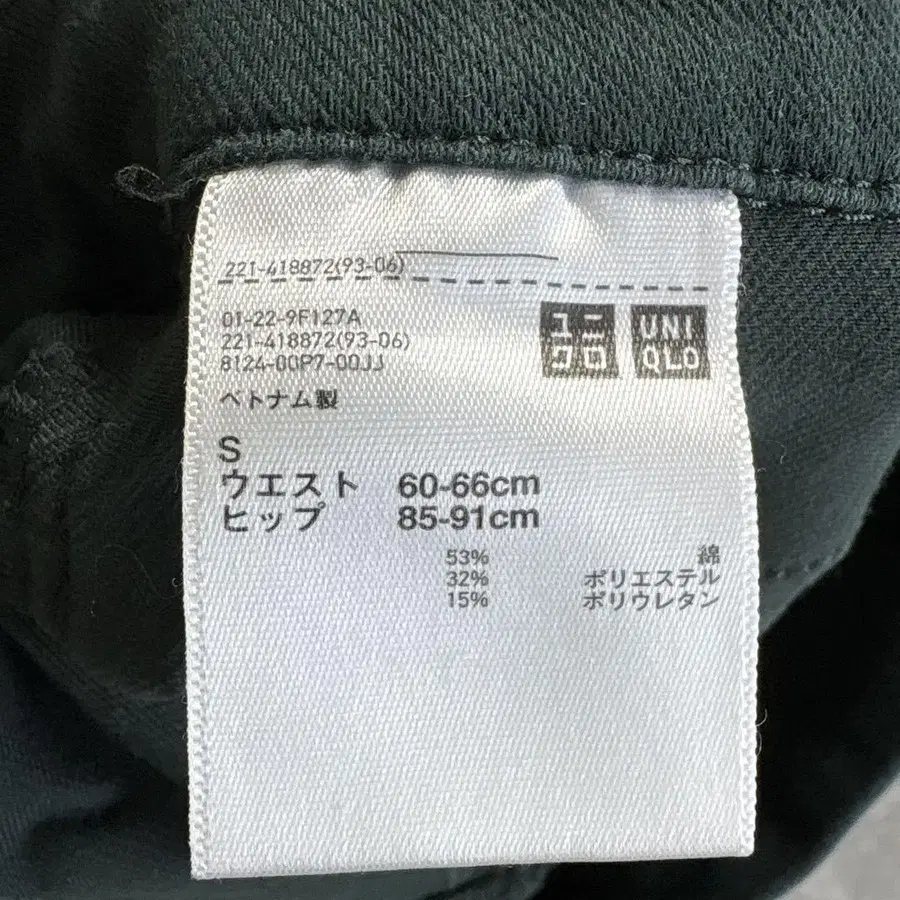 221-418872(93-06)
01-22-9F127A
221-418872(93-06)
8124-00P7-00JJ
ユニクロ
UNIQLO
ベトナム製
S
ウエスト 60-66cm
ヒップ 85-91cm
53% 綿
32% ポリエステル
15% ポリウレタン